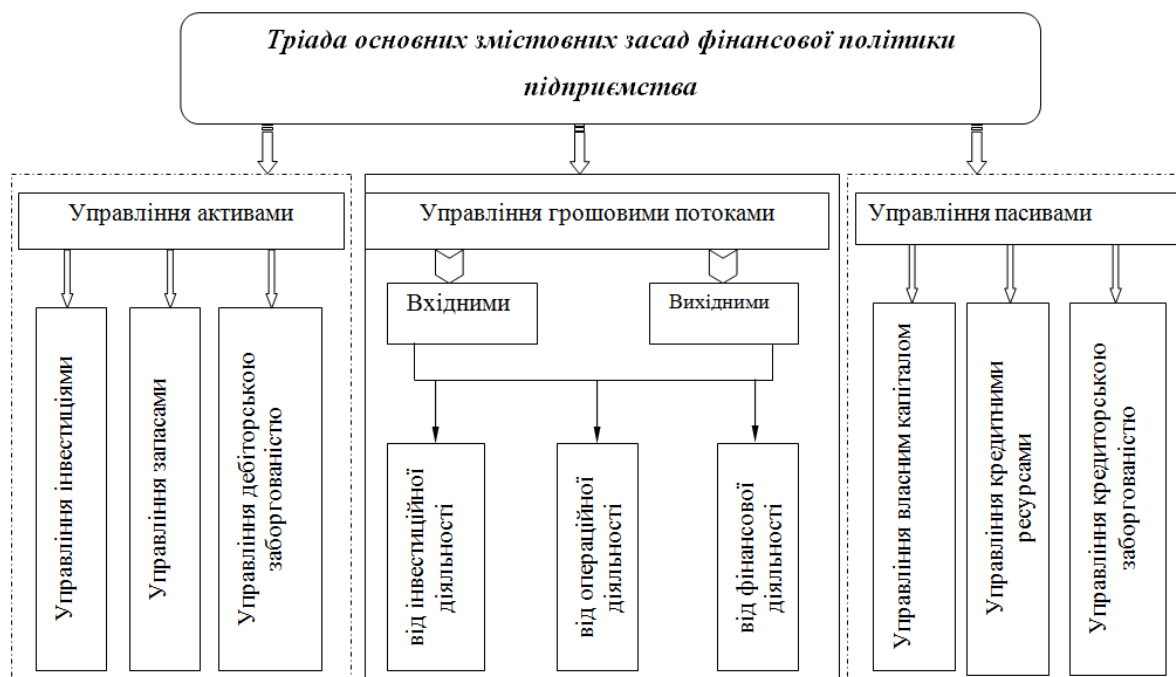 Тріада основних змістовних засад фінансової політики
підприємства
Управління активами
Управління грошовими потоками
Управління пасивами
Вхідними
Вихідними
Управління інвестиціями
Управління запасами
Управління дебіторською
заборгованістю
від інвестиційної
діяльності
від операційної
діяльності
від фінансової
діяльності
Управління власним капіталом
Управління кредитними
ресурсами
Управління кредиторською
заборгованістю